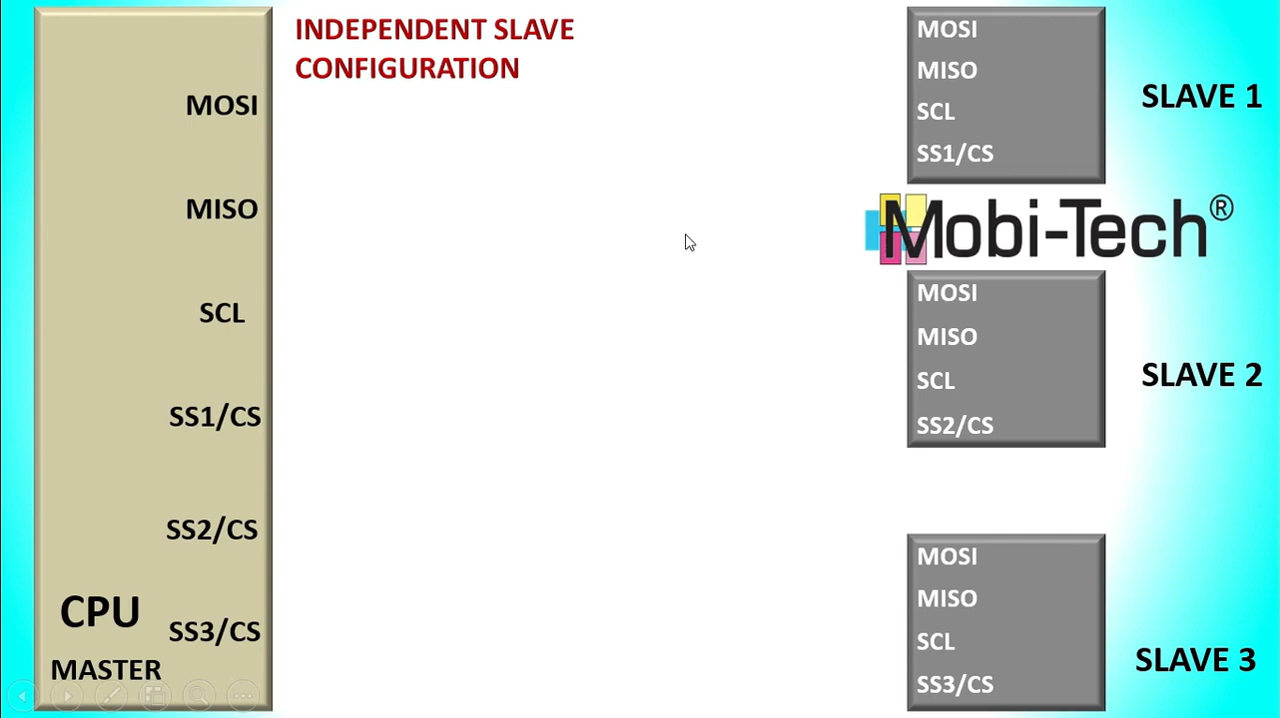 INDEPENDENT SLAVE
CONFIGURATION
MOSI
MISO
SCL
SS1/CS
SS2/CS
SS3/CS
CPU
MASTER
MOSI
MISO
SCL
SS1/CS
SLAVE 1
Mobi-Tech®
MOSI
MISO
SCL
SS2/CS
SLAVE 2
MOSI
MISO
SCL
SS3/CS
SLAVE 3